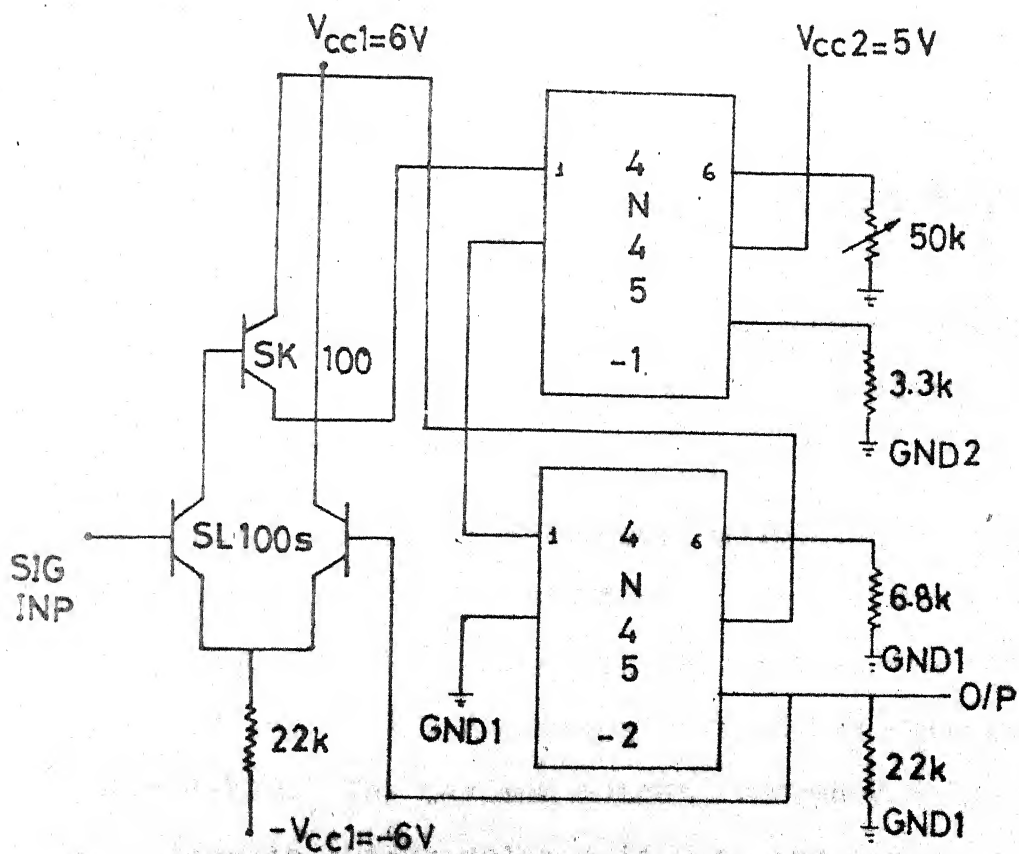 Vcc1=6V
Vcc2=5V
1
4
N
4
5
-1
6
50k
3.3k
GND2
SK 100
SL100s
SIG
INP
22k
-Vcc1=-6V
1
4
N
4
5
-2
6
GND1
6.8k
GND1
O/P
22k
GND1